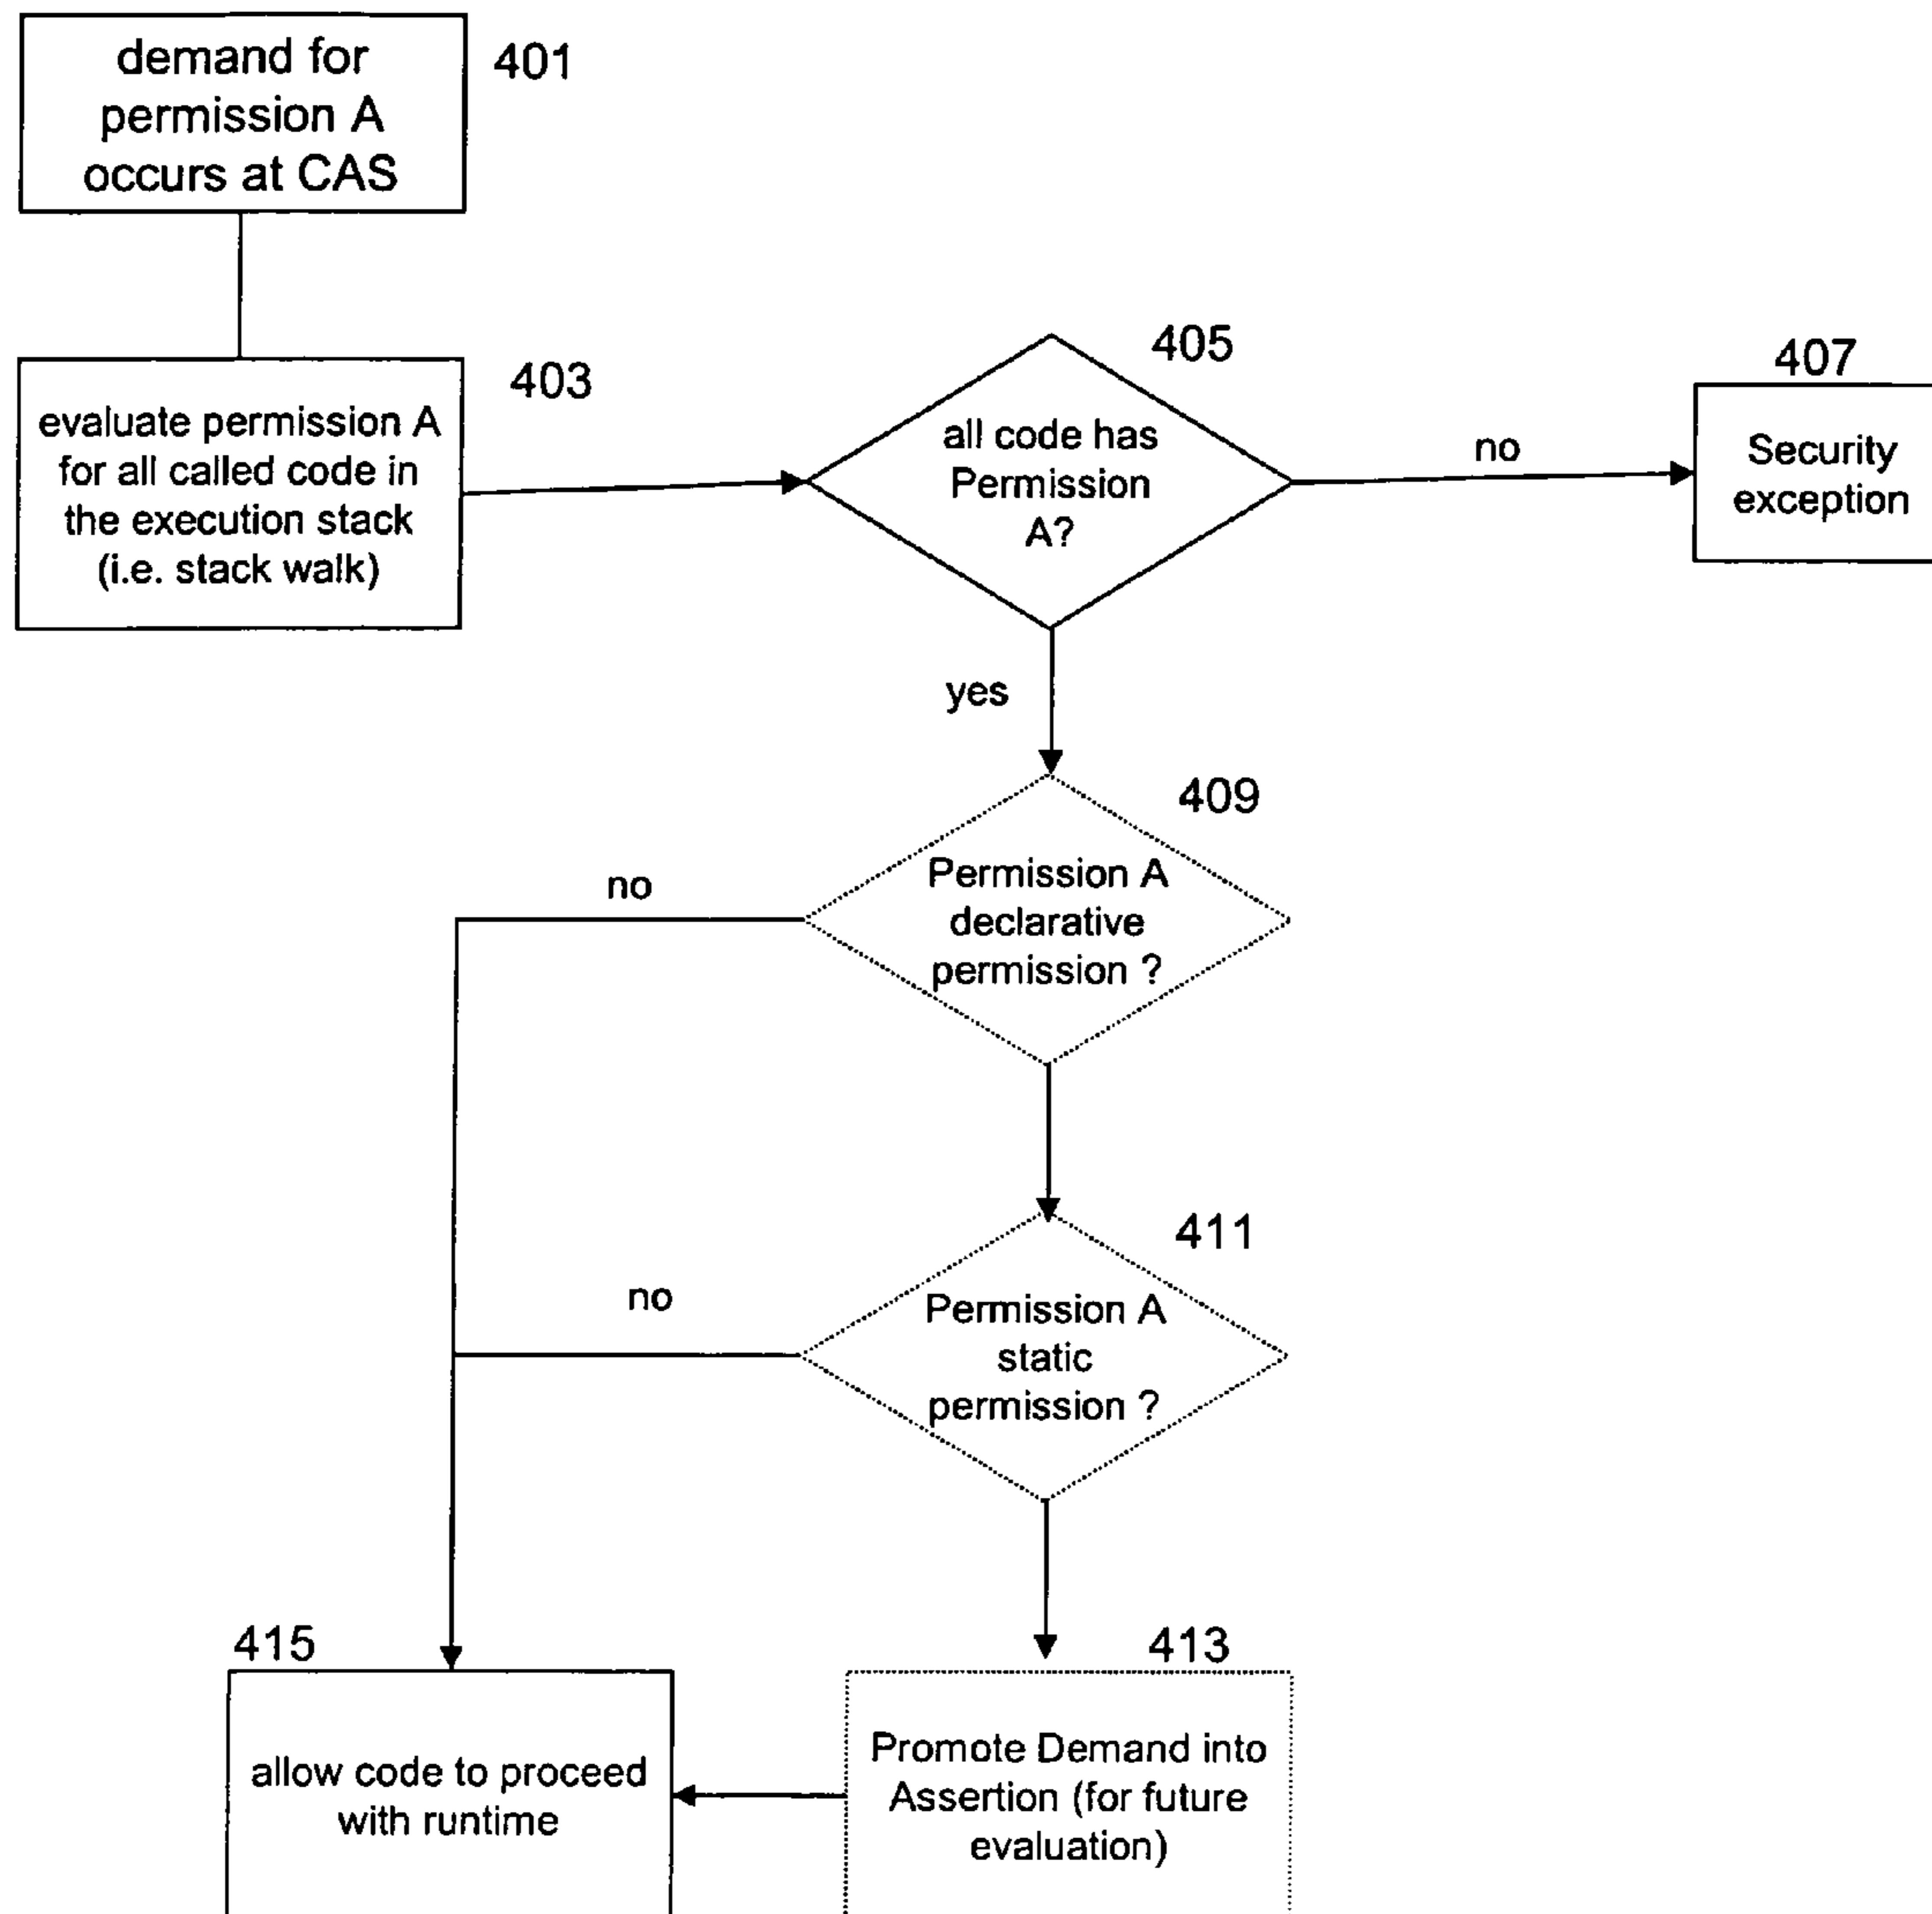 demand for
permission A
occurs at CAS
401
evaluate permission A
for all called code in
the execution stack
(i.e. stack walk)
403
all code has
Permission
A?
405
no
407
Security
exception
yes
409
Permission A
declarative
permission ?
no
411
Permission A
static
permission ?
no
415
allow code to proceed
with runtime
413
Promote Demand into
Assertion (for future
evaluation)